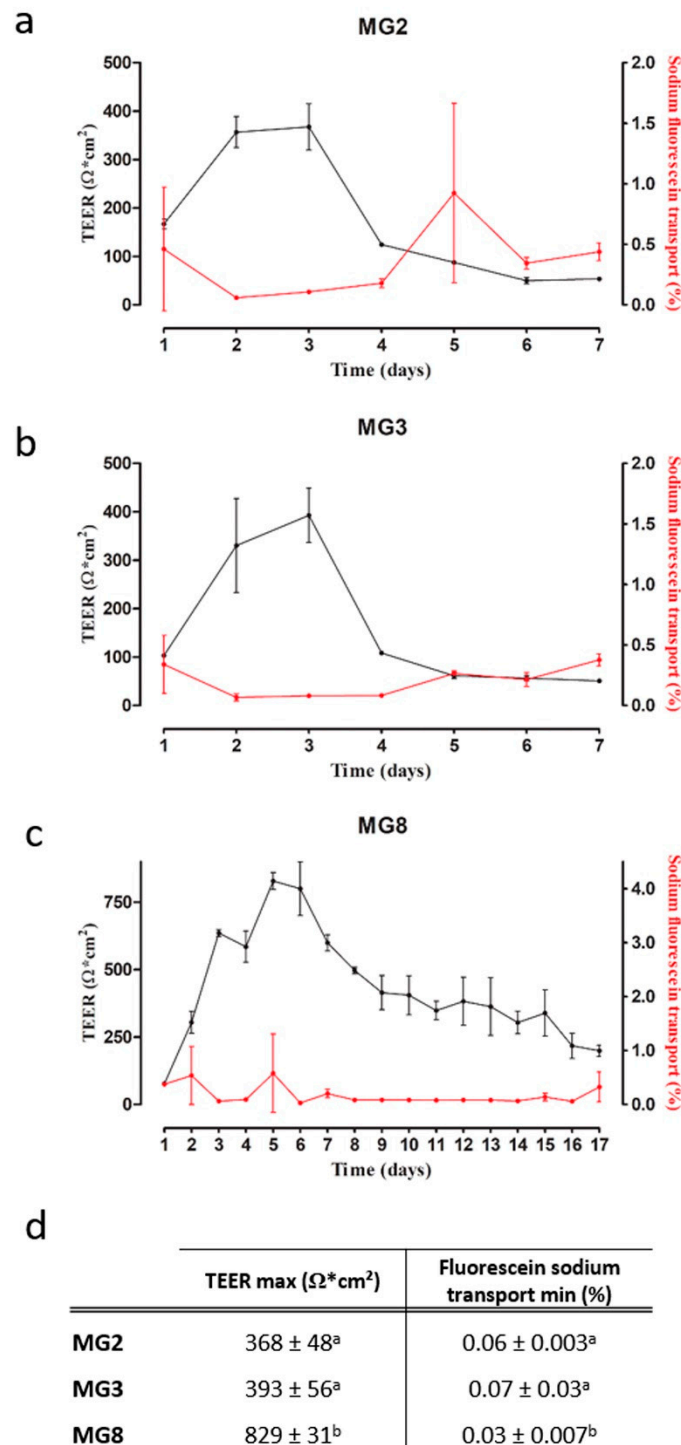 a
MG2
500
400
300
200
100
0
TEER (Ω*cm²)
2.0
1.5
1.0
0.5
0.0
Sodium fluorescein transport (%)
1 2 3 4 5 6 7
Time (days)
b
MG3
500
400
300
200
100
0
TEER (Ω*cm²)
2.0
1.5
1.0
0.5
0.0
Sodium fluorescein transport (%)
1 2 3 4 5 6 7
Time (days)
c
MG8
750
500
250
0
TEER (Ω*cm²)
4.0
3.0
2.0
1.0
0.0
Sodium fluorescein transport (%)
1 2 3 4 5 6 7 8 9 10 11 12 13 14 15 16 17
Time (days)
d
TEER max (Ω*cm²) Fluorescein sodium
transport min (%)
MG2 368 ± 48ᵃ 0.06 ± 0.003ᵃ
MG3 393 ± 56ᵃ 0.07 ± 0.03ᵃ
MG8 829 ± 31ᵇ 0.03 ± 0.007ᵇ